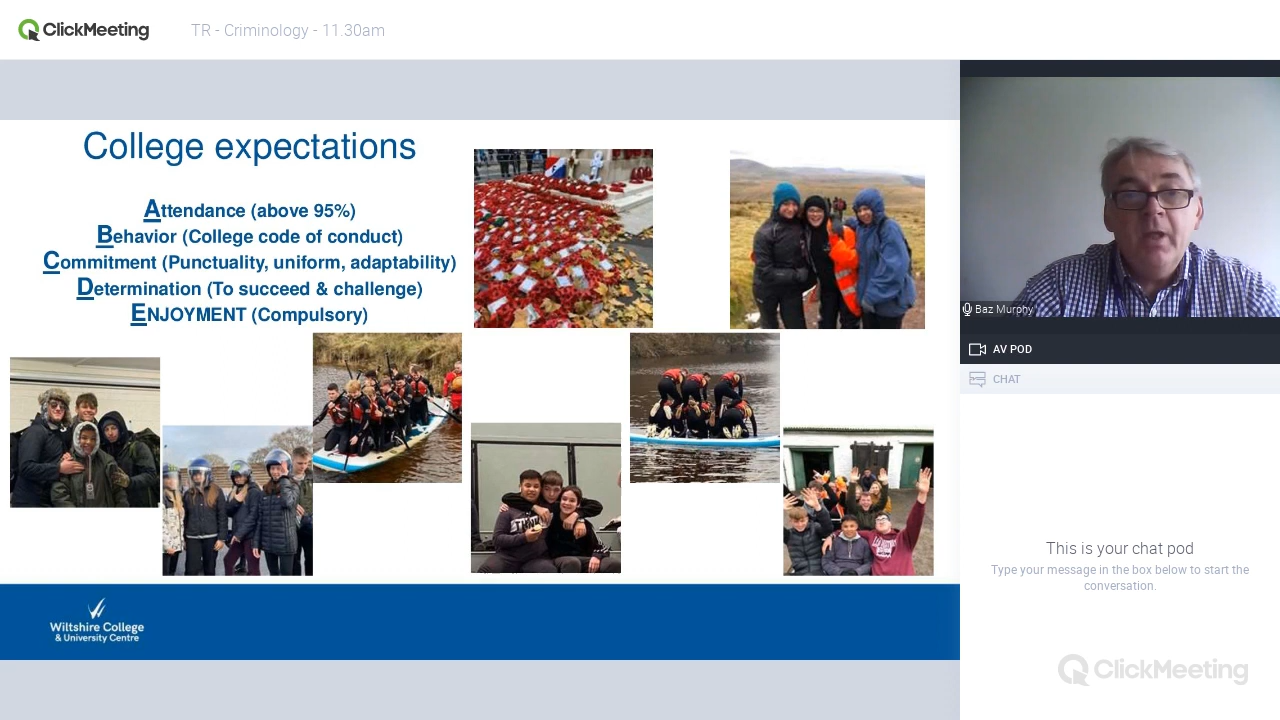 ClickMeeting
TR - Criminology - 11.30am
College expectations
Attendance (above 95%)
Behavior (College code of conduct)
Commitment (Punctuality, uniform, adaptability)
Determination (To succeed & challenge)
ENJOYMENT (Compulsory)
Wiltshire College
& University Centre
Baz Murphy
AV POD
CHAT
This is your chat pod
Type your message in the box below to start the
conversation.
ClickMeeting